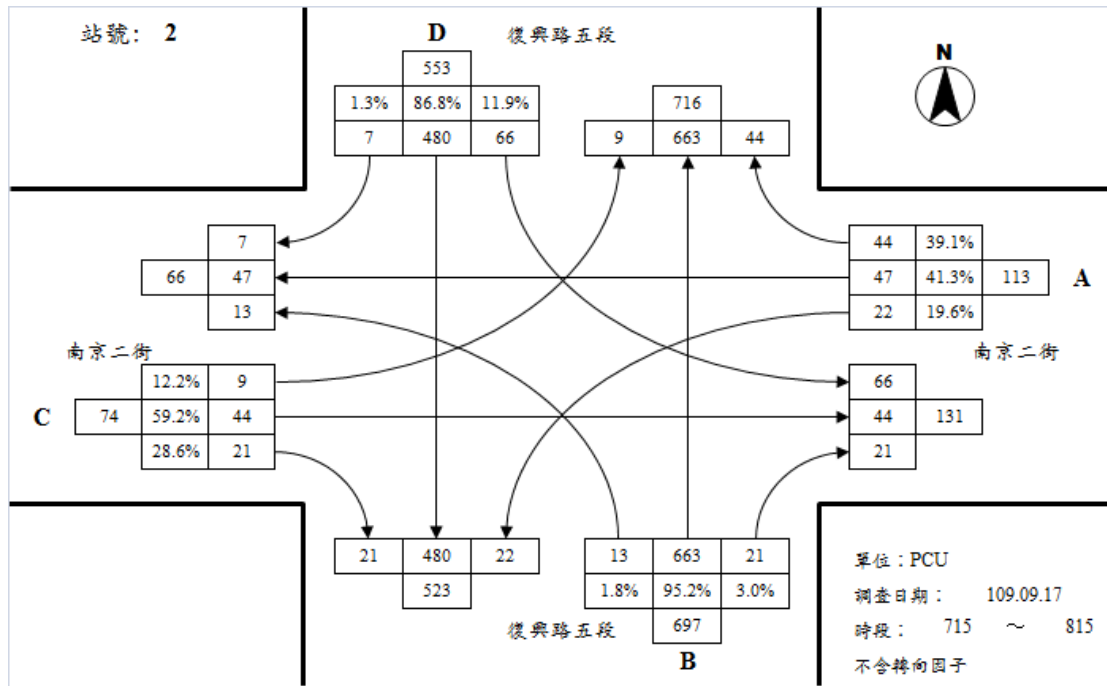 站號： 2
D 復興路五段
N
553
1.3% 86.8% 11.9%
7 480 66
716
9 663 44
7
66 47
13
44 39.1%
47 41.3% 113
22 19.6%
A
南京二街
南京二街
C
12.2% 9
74 59.2% 44
28.6% 21
66
44 131
21
21 480 22
523
13 663 21
1.8% 95.2% 3.0%
697
復興路五段
B
單位：PCU
調查日期： 109.09.17
時段： 715 ～ 815
不含轉向因子